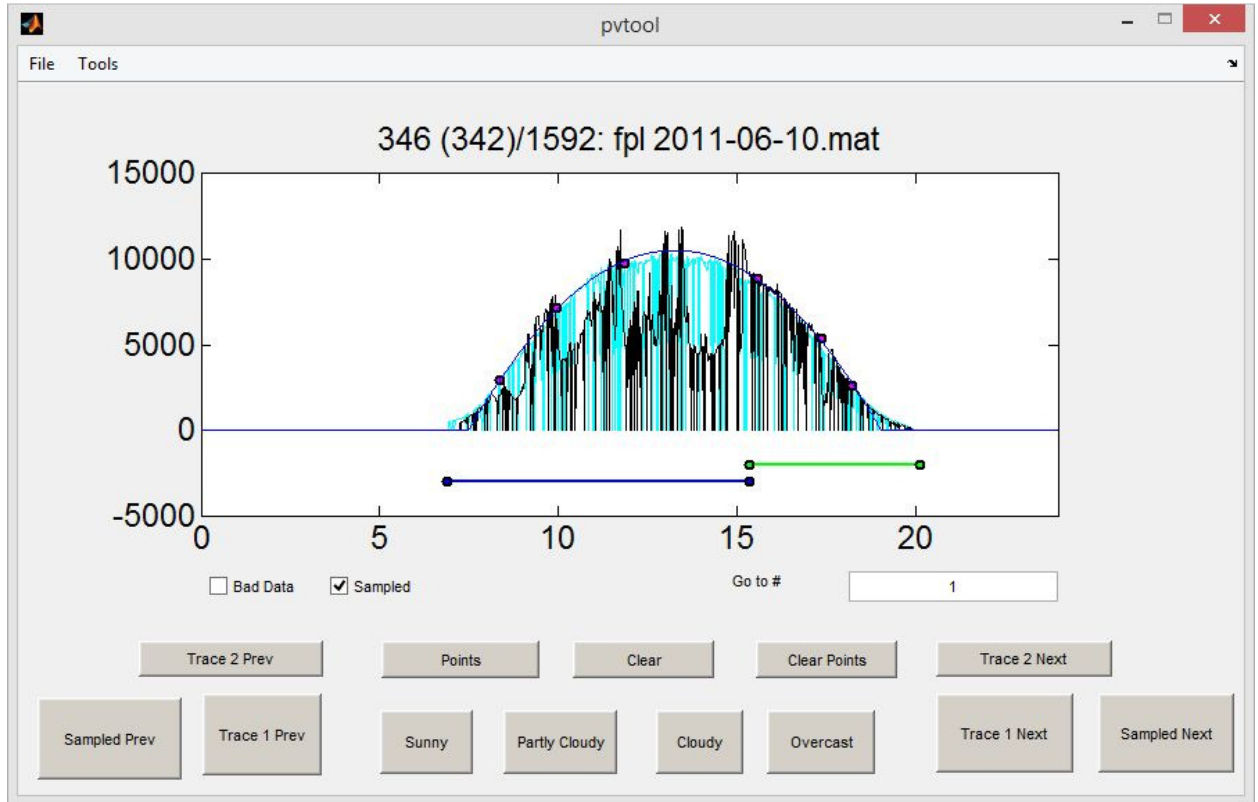 pvtool
File Tools
346 (342)/1592: fpl 2011-06-10.mat
15000
10000
5000
0
-5000
0 5 10 15 20
Bad Data Sampled Go to # 1
Trace 2 Prev Points Clear Clear Points Trace 2 Next
Sampled Prev Trace 1 Prev Sunny Partly Cloudy Cloudy Overcast Trace 1 Next Sampled Next